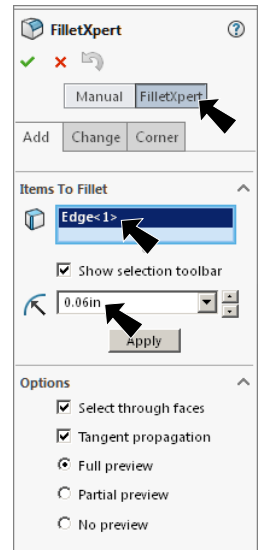 FilletXpert
Manual FilletXpert
Add Change Corner
Items To Fillet
Edge<1>
Show selection toolbar
0.06in
Apply
Options
Select through faces
Tangent propagation
Full preview
Partial preview
No preview